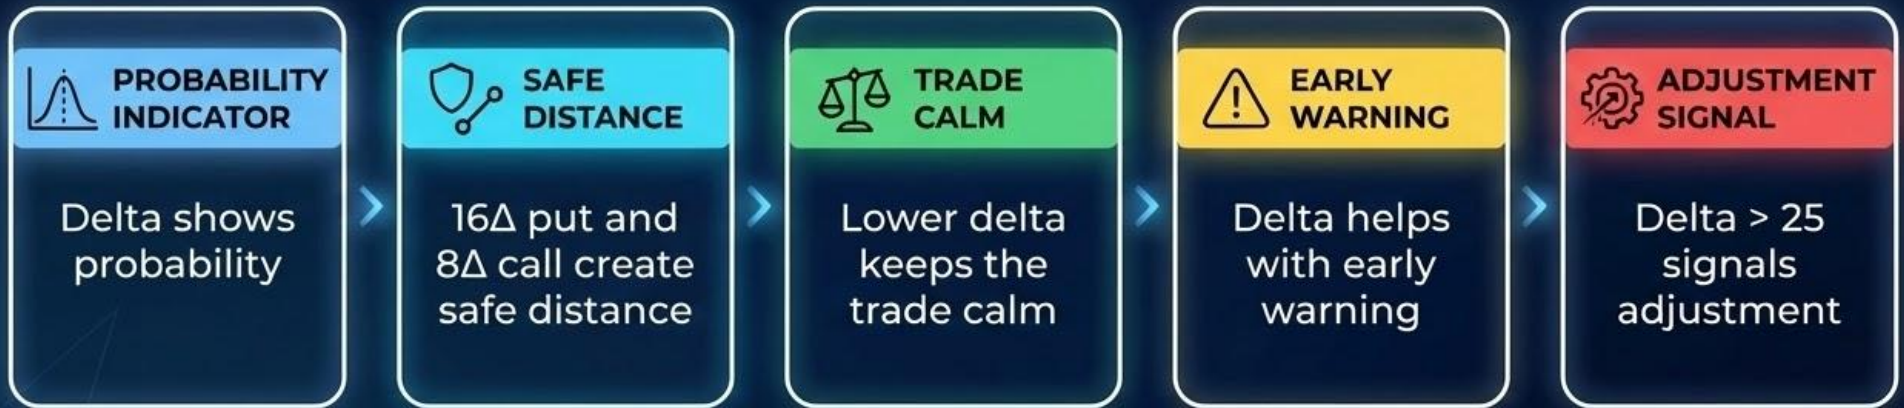 PROBABILITY
INDICATOR
Delta shows
probability
SAFE
DISTANCE
16Δ put and
8Δ call create
safe distance
TRADE
CALM
Lower delta
keeps the
trade calm
EARLY
WARNING
Delta helps
with early
warning
ADJUSTMENT
SIGNAL
Delta > 25
signals
adjustment